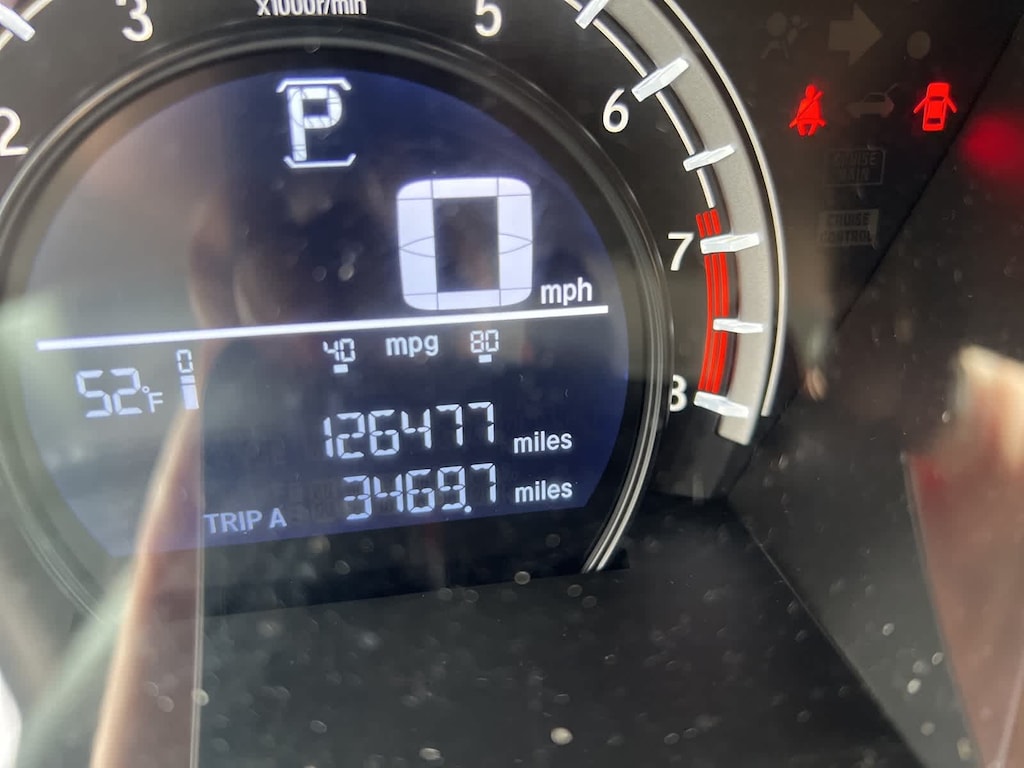 x1000r/min
2
3
5
6
7
8
P
0 mph
0 40 mpg 80
52°F
126477 miles
TRIP A 3469.7 miles
CRUISE MAIN
CRUISE CONTROL